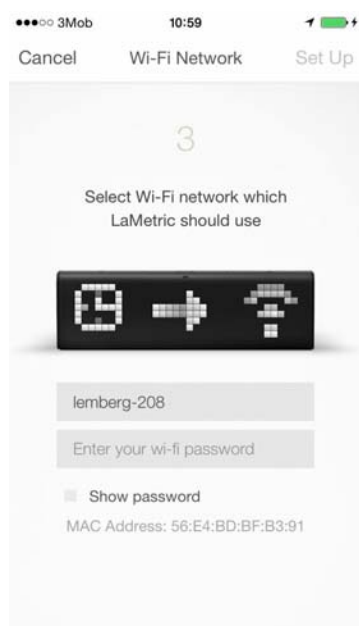 3Mob 10:59
Cancel Wi-Fi Network Set Up
3
Select Wi-Fi network which
LaMetric should use
lemberg-208
Enter your wi-fi password
Show password
MAC Address: 56:E4:BD:BF:B3:91